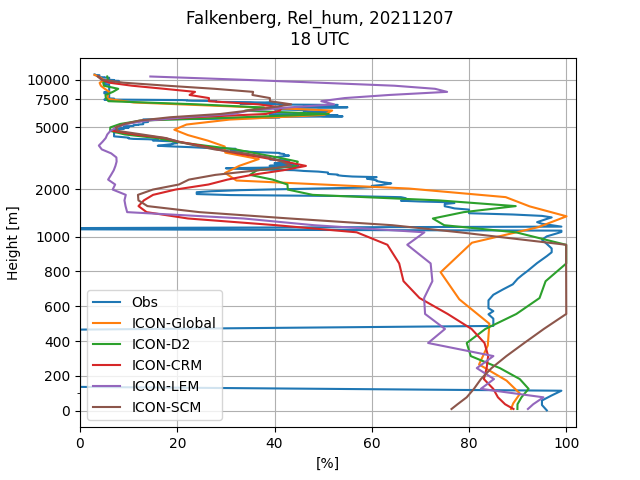 Falkenberg, Rel_hum, 20211207
18 UTC
Height [m]
10000
7500
5000
2000
1000
800
600
400
200
0
Obs
ICON-Global
ICON-D2
ICON-CRM
ICON-LEM
ICON-SCM
0 20 40 60 80 100
[%]